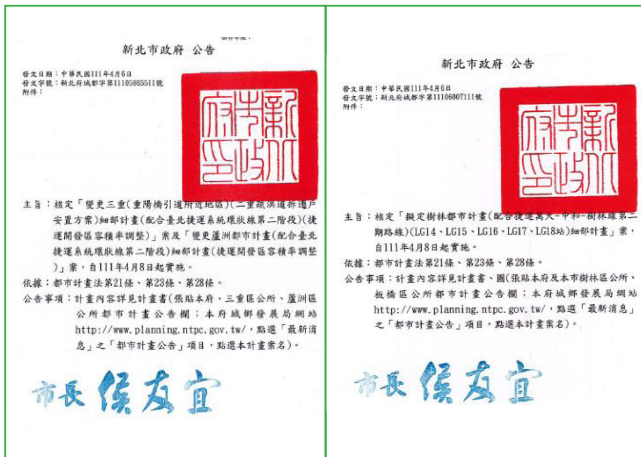 新北市政府 公告
發文日期：中華民國111年4月6日
發文字號：新北府城都字第11105865511號
附件：
新北市政府印
主旨：核定「變更三重(重陽橋引道附近地區)(二重疏洪道拆遷戶
安置方案)細部計畫(配合臺北捷運系統環狀線第二階段)(捷
運開發區容積率調整)」案及「變更蘆洲都市計畫(配合臺北
捷運系統環狀線第二階段)細部計畫(捷運開發區容積率調整
)」案，自111年4月8日起實施。
依據：都市計畫法第21條、第23條、第28條。
公告事項：計畫內容詳見計畫書(張貼本府、三重區公所、蘆洲區
公所都市計畫公告欄；本府城鄉發展局網站
http://www.planning.ntpc.gov.tw/，點選「最新消
息」之「都市計畫公告」項目，點選本計畫案名)。
市長 侯友宜
新北市政府 公告
發文日期：中華民國111年4月6日
發文字號：新北府城都字第11106007111號
附件：
新北市政府印
主旨：核定「擬定樹林都市計畫(配合捷運萬大-中和-樹林線第二
期路線)(LG14、LG15、LG16、LG17、LG18站)細部計畫」案，
自111年4月8日起實施。
依據：都市計畫法第21條、第23條、第28條。
公告事項：計畫內容詳見計畫書、圖(張貼本府及本市樹林區公所、
板橋區公所都市計畫公告欄；本府城鄉發展局網站
http://www.planning.ntpc.gov.tw/，點選「最新消息」
之「都市計畫公告」項目，點選本計畫案名)。
市長 侯友宜